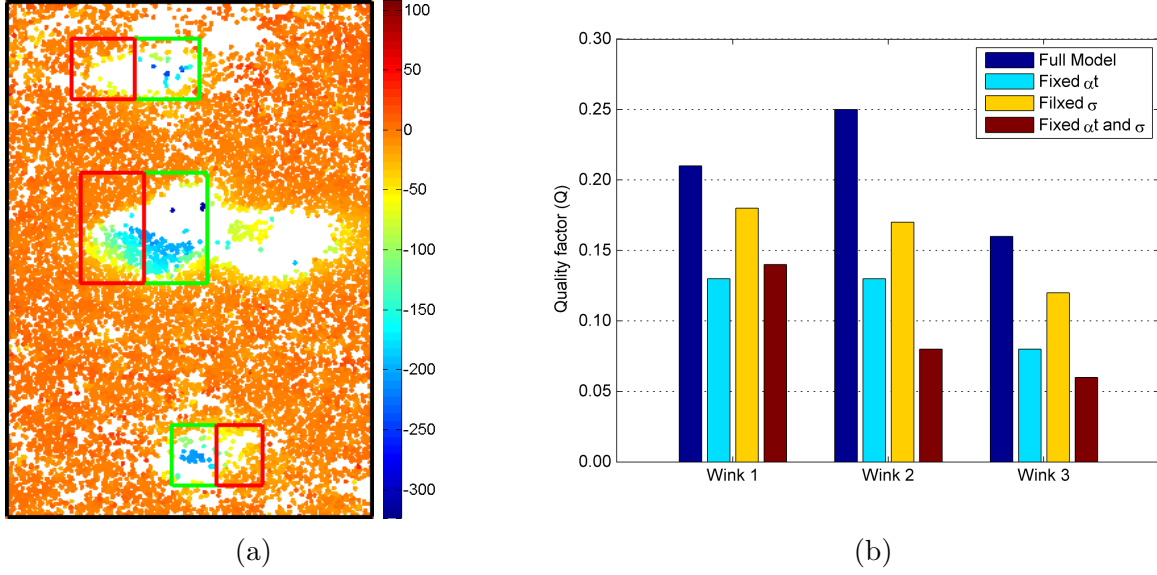 100
50
0
-50
-100
-150
-200
-250
-300
(a)
0.30
0.25
0.20
0.15
0.10
0.05
0.00
Quality factor (Q)
Full Model
Fixed αt
Filxed σ
Fixed αt and σ
Wink 1 Wink 2 Wink 3
(b)